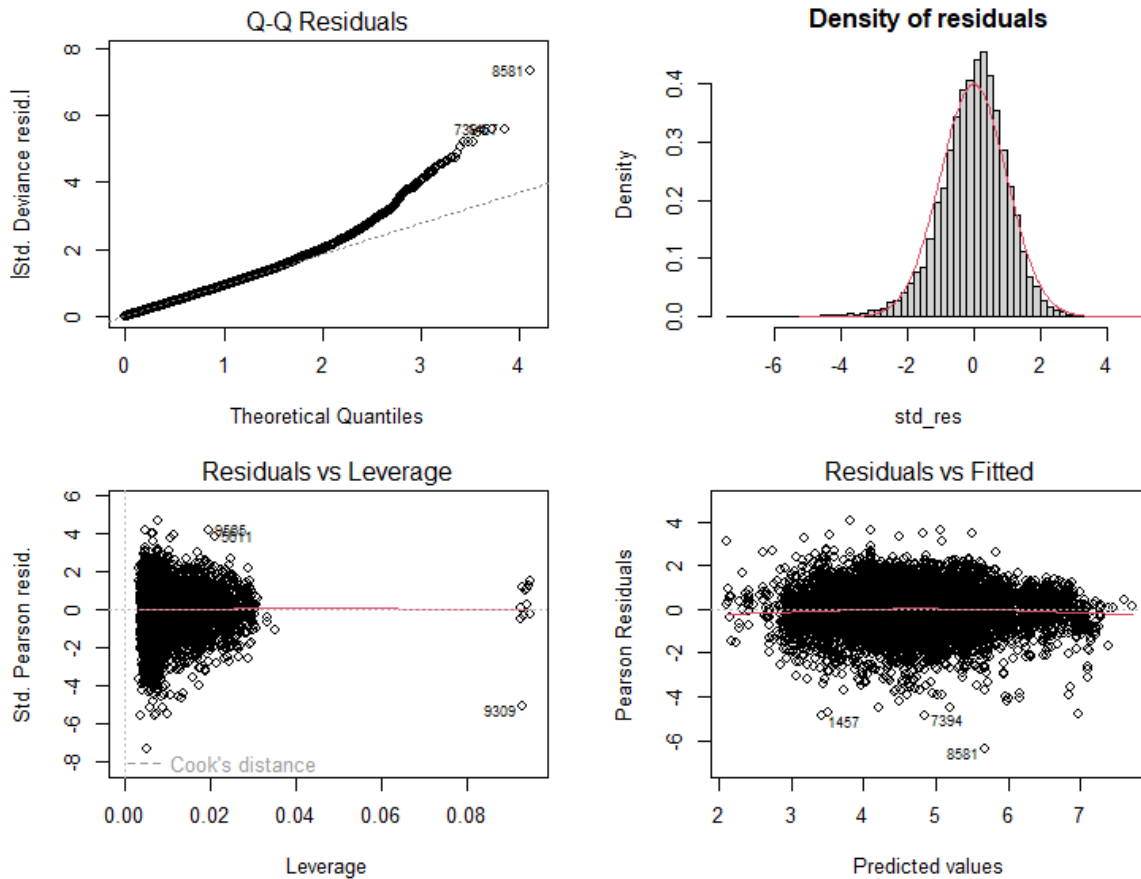 Q-Q Residuals
|Std. Deviance resid.|
8
6
4
2
0
8581
0 1 2 3 4
Theoretical Quantiles
Density of residuals
Density
0.4
0.3
0.2
0.1
0.0
-6 -4 -2 0 2 4
std_res
Residuals vs Leverage
Std. Pearson resid.
6
4
2
0
-2
-4
-6
-8
9309
Cook's distance
0.00 0.02 0.04 0.06 0.08
Leverage
Residuals vs Fitted
Pearson Residuals
4
2
0
-2
-4
-6
1457
7394
8581
2 3 4 5 6 7
Predicted values